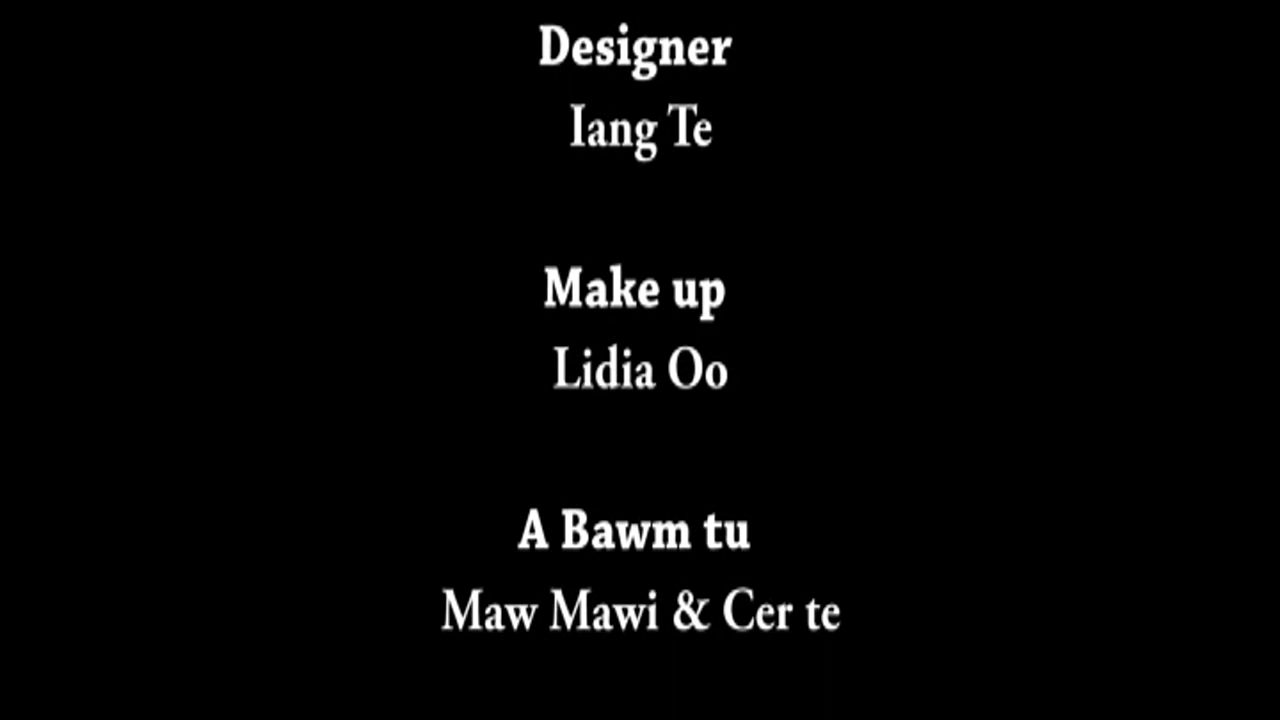 Designer
Iang Te
Make up
Lidia Oo
A Bawm tu
Maw Mawi & Cer te